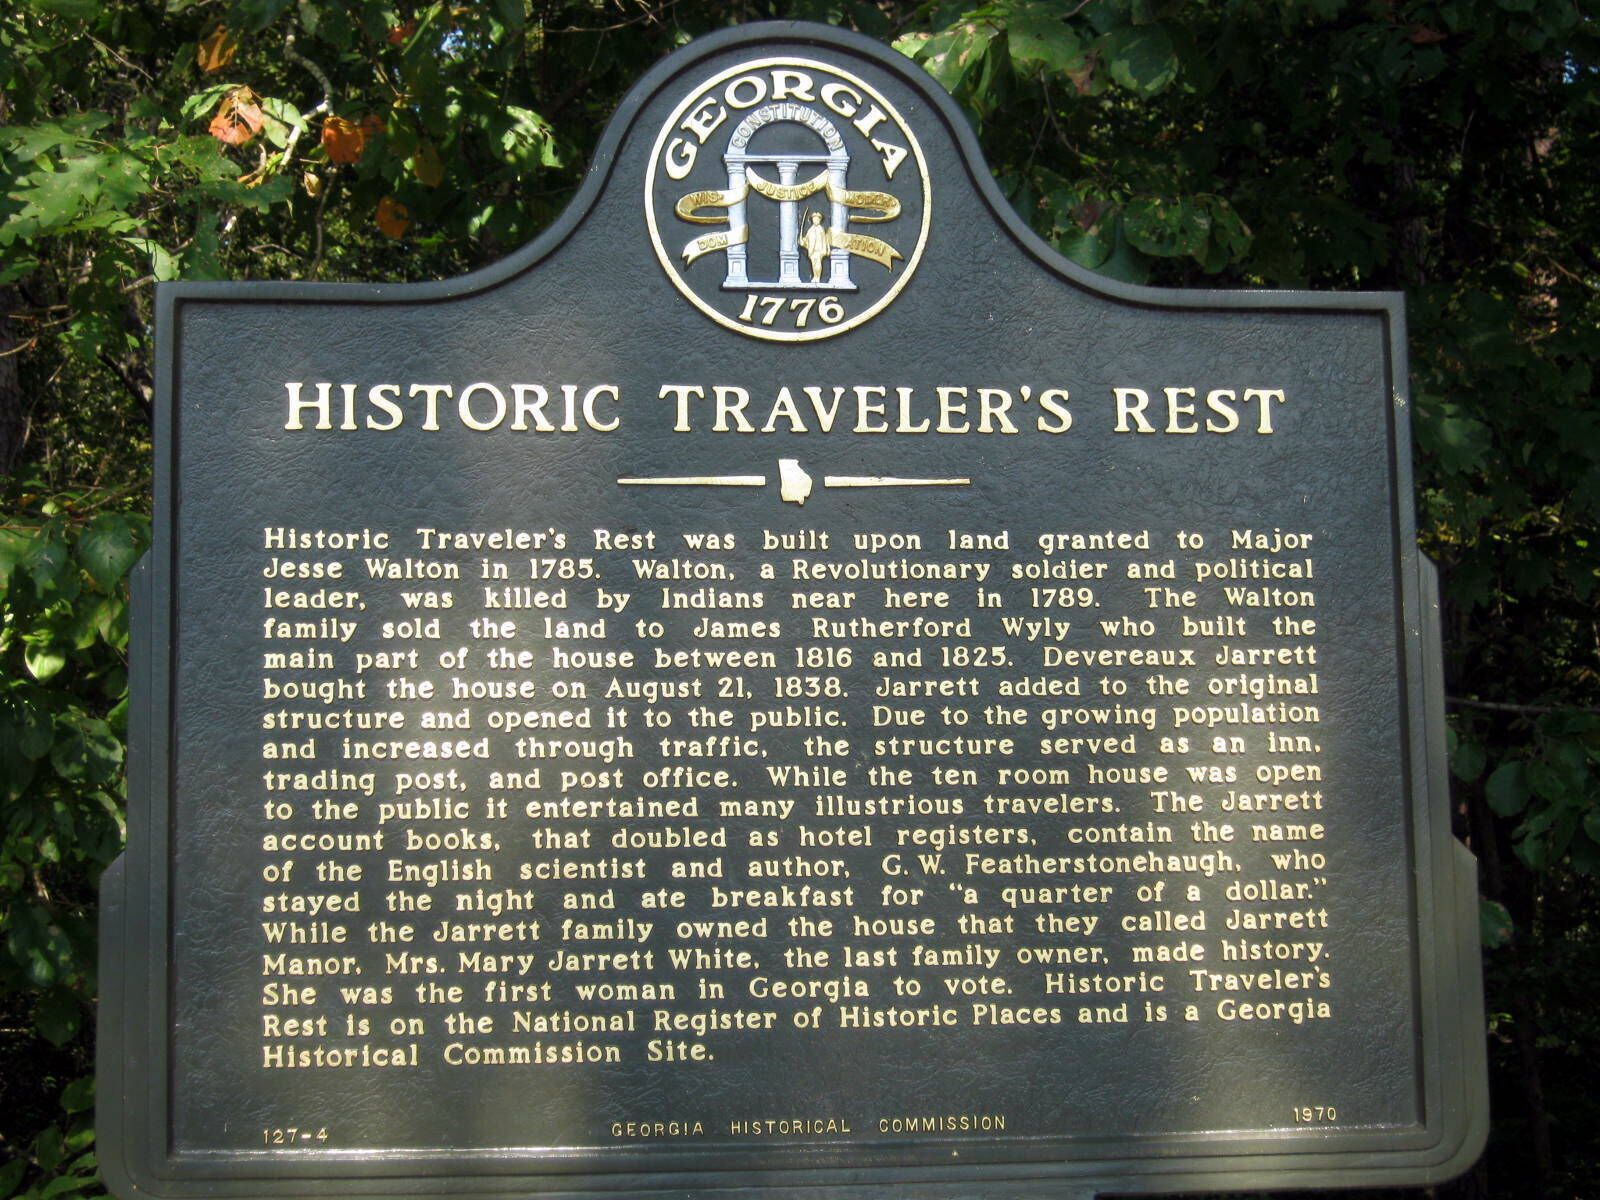 GEORGIA
CONSTITUTION
WIS- JUSTICE MODER-
DOM ATION
1776
HISTORIC TRAVELER'S REST
Historic Traveler's Rest was built upon land granted to Major
Jesse Walton in 1785. Walton, a Revolutionary soldier and political
leader, was killed by Indians near here in 1789. The Walton
family sold the land to James Rutherford Wyly who built the
main part of the house between 1816 and 1825. Devereaux Jarrett
bought the house on August 21, 1838. Jarrett added to the original
structure and opened it to the public. Due to the growing population
and increased through traffic, the structure served as an inn,
trading post, and post office. While the ten room house was open
to the public it entertained many illustrious travelers. The Jarrett
account books, that doubled as hotel registers, contain the name
of the English scientist and author, G. W. Featherstonehaugh, who
stayed the night and ate breakfast for "a quarter of a dollar."
While the Jarrett family owned the house that they called Jarrett
Manor, Mrs. Mary Jarrett White, the last family owner, made history.
She was the first woman in Georgia to vote. Historic Traveler's
Rest is on the National Register of Historic Places and is a Georgia
Historical Commission Site.
127-4 GEORGIA HISTORICAL COMMISSION 1970